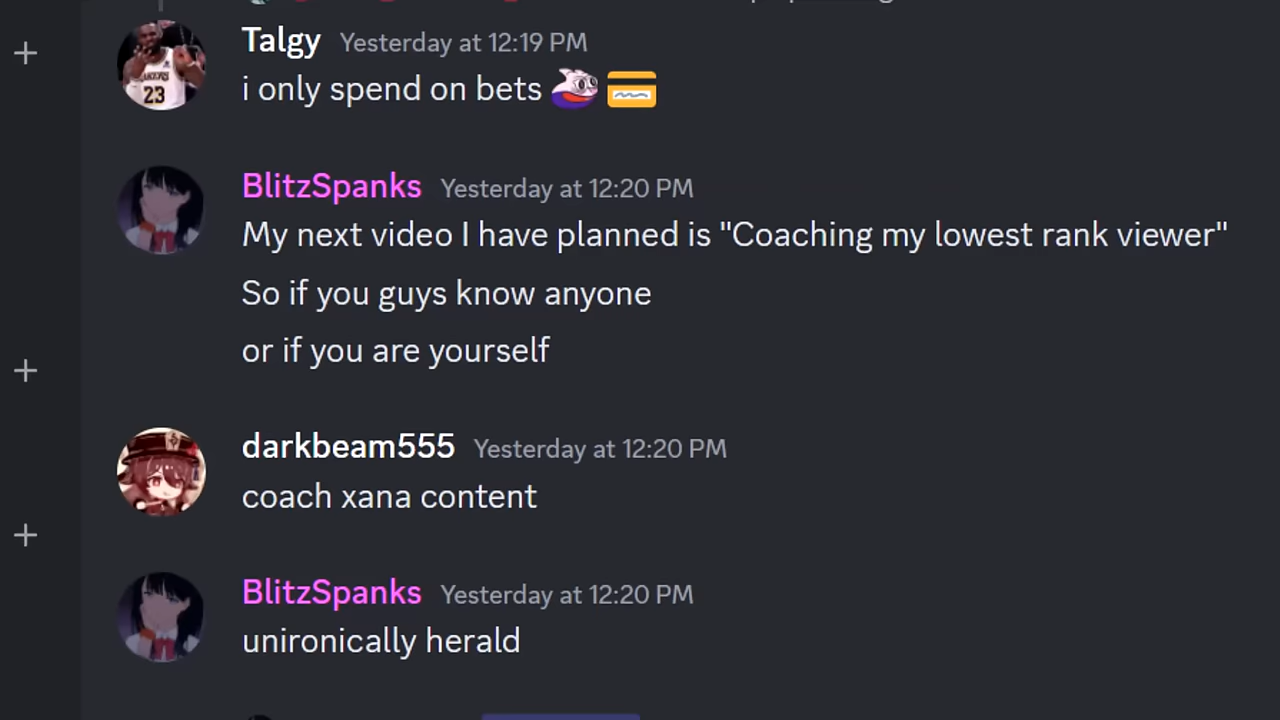 Talgy Yesterday at 12:19 PM
i only spend on bets
BlitzSpanks Yesterday at 12:20 PM
My next video I have planned is "Coaching my lowest rank viewer"
So if you guys know anyone
or if you are yourself
darkbeam555 Yesterday at 12:20 PM
coach xana content
BlitzSpanks Yesterday at 12:20 PM
unironically herald